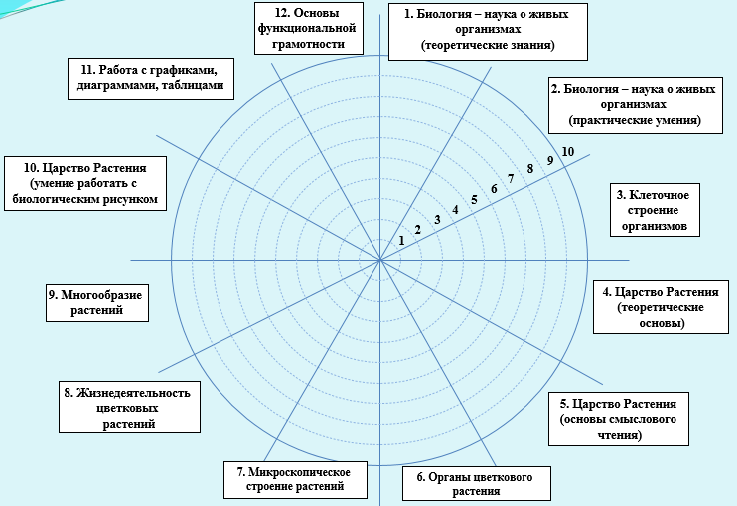 12. Основы
функциональной
грамотности
1. Биология – наука о живых
организмах
(теоретические знания)
2. Биология – наука о живых
организмах
(практические умения)
3. Клеточное
строение
организмов
4. Царство Растения
(теоретические
основы)
5. Царство Растения
(основы смыслового
чтения)
6. Органы цветкового
растения
7. Микроскопическое
строение растений
8. Жизнедеятельность
цветковых
растений
9. Многообразие
растений
10. Царство Растения
(умение работать с
биологическим рисунком
11. Работа с графиками,
диаграммами, таблицами
1
2
3
4
5
6
7
8
9
10